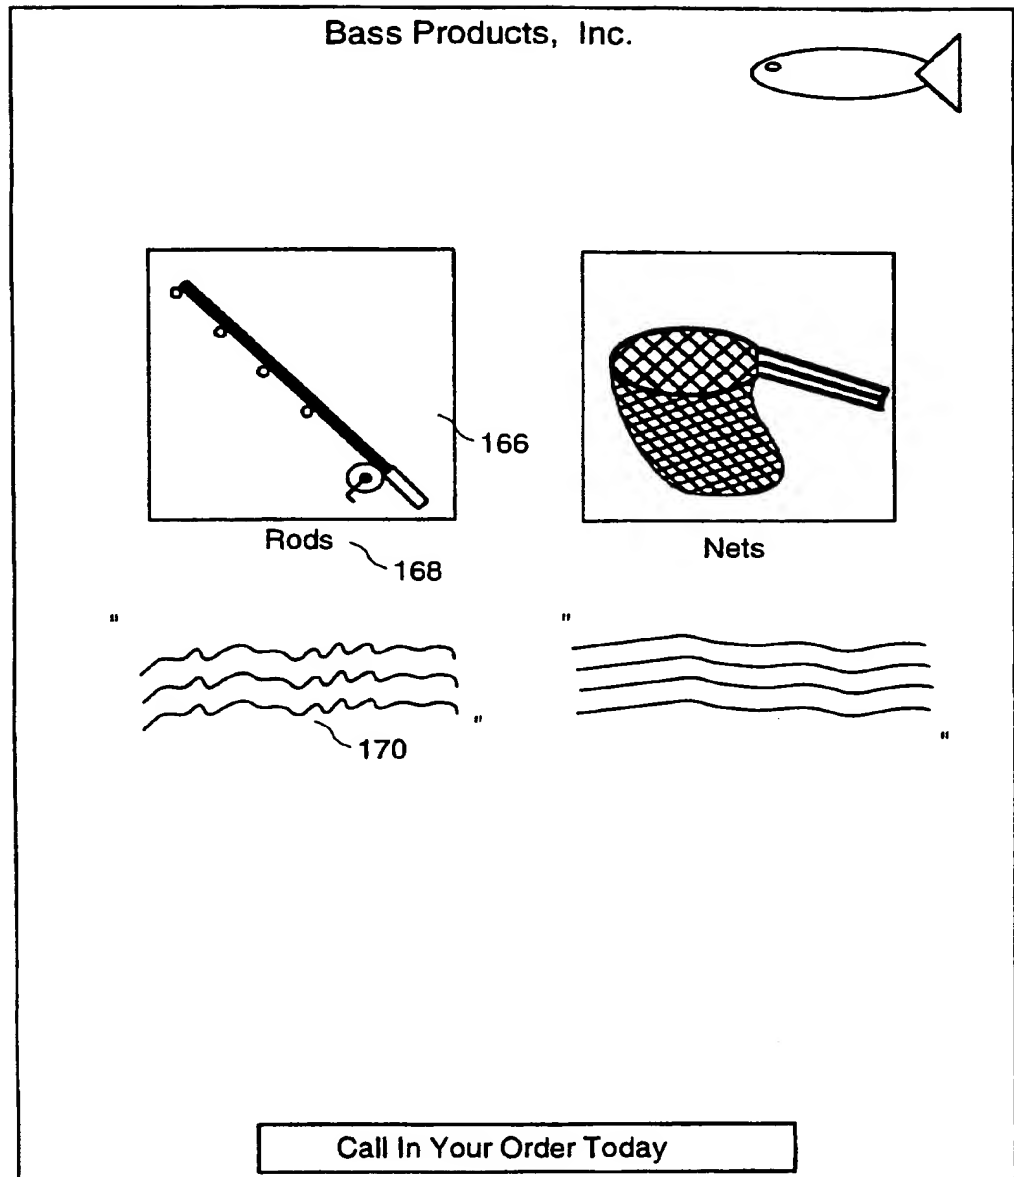 Bass Products, Inc.
166
Rods
168
Nets
"
"
"
170
"
Call In Your Order Today